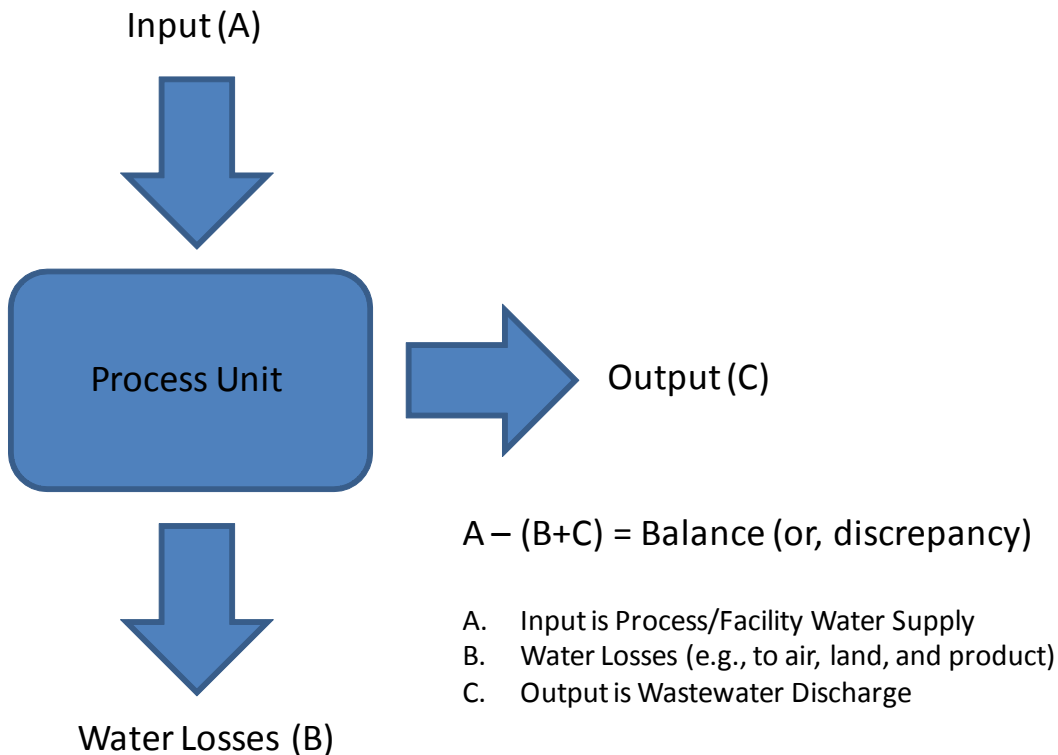 Input (A)
Process Unit
Output (C)
A – (B+C) = Balance (or, discrepancy)
A. Input is Process/Facility Water Supply
B. Water Losses (e.g., to air, land, and product)
C. Output is Wastewater Discharge
Water Losses (B)